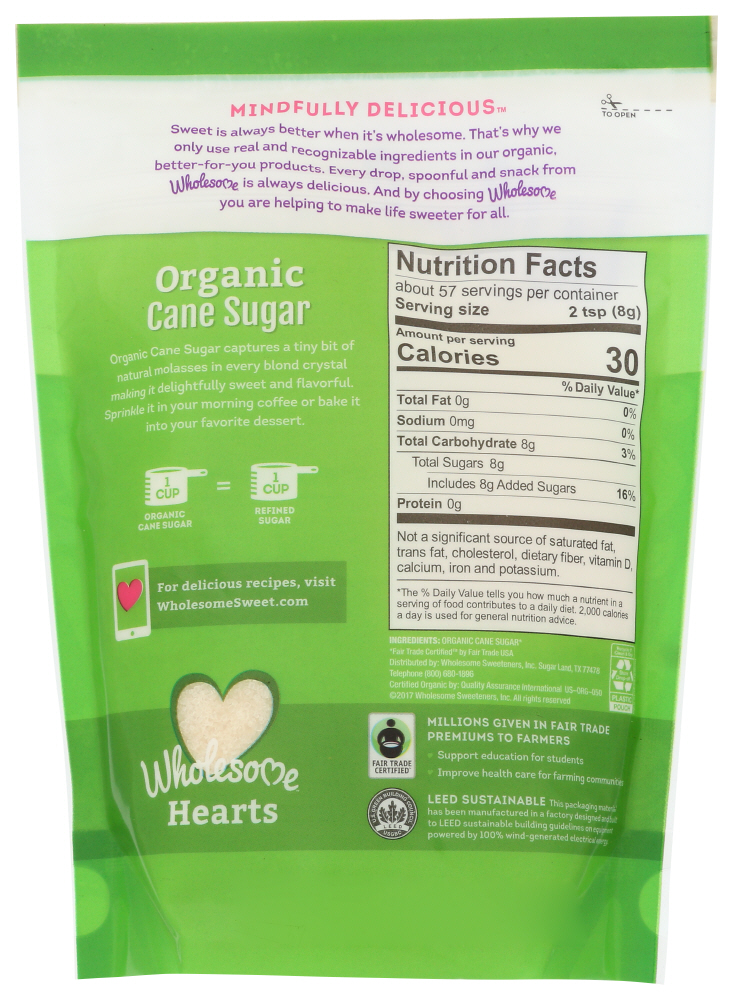 MINDFULLY DELICIOUS™
TO OPEN
Sweet is always better when it's wholesome. That's why we
only use real and recognizable ingredients in our organic,
better-for-you products. Every drop, spoonful and snack from
Wholesome is always delicious. And by choosing Wholesome
you are helping to make life sweeter for all.
Organic
Cane Sugar
Organic Cane Sugar captures a tiny bit of
natural molasses in every blond crystal
making it delightfully sweet and flavorful.
Sprinkle it in your morning coffee or bake it
into your favorite dessert.
1
CUP
=
1
CUP
ORGANIC
CANE SUGAR
REFINED
SUGAR
For delicious recipes, visit
WholesomeSweet.com
Wholesome
Hearts
Nutrition Facts
about 57 servings per container
Serving size 2 tsp (8g)
Amount per serving
Calories 30
% Daily Value*
Total Fat 0g 0%
Sodium 0mg 0%
Total Carbohydrate 8g 3%
Total Sugars 8g
Includes 8g Added Sugars 16%
Protein 0g
Not a significant source of saturated fat,
trans fat, cholesterol, dietary fiber, vitamin D,
calcium, iron and potassium.
*The % Daily Value tells you how much a nutrient in a
serving of food contributes to a daily diet. 2,000 calories
a day is used for general nutrition advice.
INGREDIENTS: ORGANIC CANE SUGAR*
*Fair Trade Certified™ by Fair Trade USA
Distributed by: Wholesome Sweeteners, Inc. Sugar Land, TX 77478
Telephone (800) 680-1896
Certified Organic by: Quality Assurance International US-ORG-050
©2017 Wholesome Sweeteners, Inc. All rights reserved
PLASTIC
POUCH
FAIR TRADE
CERTIFIED
MILLIONS GIVEN IN FAIR TRADE
PREMIUMS TO FARMERS
Support education for students
Improve health care for farming communities
U.S. GREEN BUILDING COUNCIL
LEED
USGBC
LEED SUSTAINABLE This packaging material
has been manufactured in a factory designed and built
to LEED sustainable building guidelines on equipment
powered by 100% wind-generated electrical energy